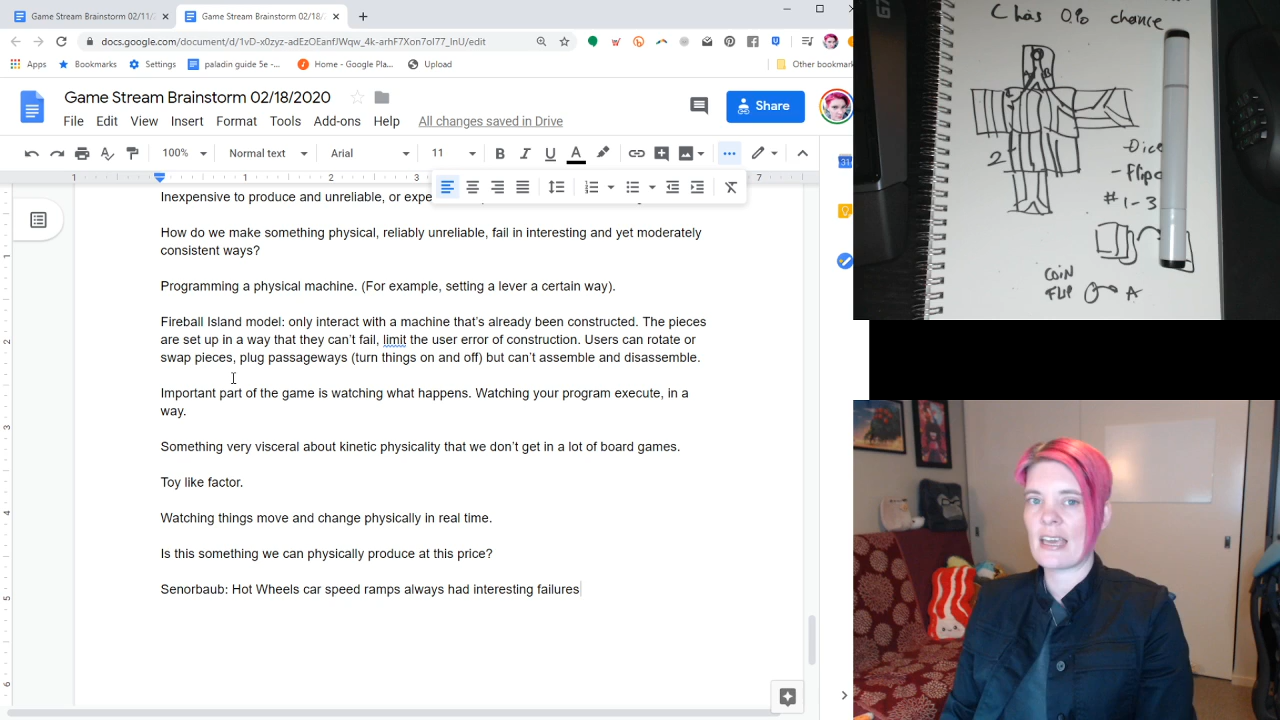 Game Stream Brainstorm 02/11/
Game Stream Brainstorm 02/18/
docs.google.com/document/d/1vD-x0zyz-adEzOEanfJWqw_4k-arhF7Xon7oI77_InU/edit
Apps
Bookmarks
Settings
paladin guide 5e -...
Home - Google Pla...
Upload
Other bookmar
Game Stream Brainstorm 02/18/2020
Share
File Edit View Insert Format Tools Add-ons Help All changes saved in Drive
100% Normal text Arial 11 B I U A
1 2 3 7
Inexpensive to produce and unreliable, or expe
How do we make something physical, reliably unreliable, fail in interesting and yet moderately
consistent ways?
Programming a physical machine. (For example, setting a lever a certain way).
Fireball Island model: only interact with a machine that's already been constructed. The pieces
are set up in a way that they can't fail, limit the user error of construction. Users can rotate or
swap pieces, plug passageways (turn things on and off) but can't assemble and disassemble.
Important part of the game is watching what happens. Watching your program execute, in a
way.
Something very visceral about kinetic physicality that we don't get in a lot of board games.
Toy like factor.
Watching things move and change physically in real time.
Is this something we can physically produce at this price?
Senorbaub: Hot Wheels car speed ramps always had interesting failures
C has 0% chance
2
-Dice
-Flip
#1-3
COIN
FLIP
A